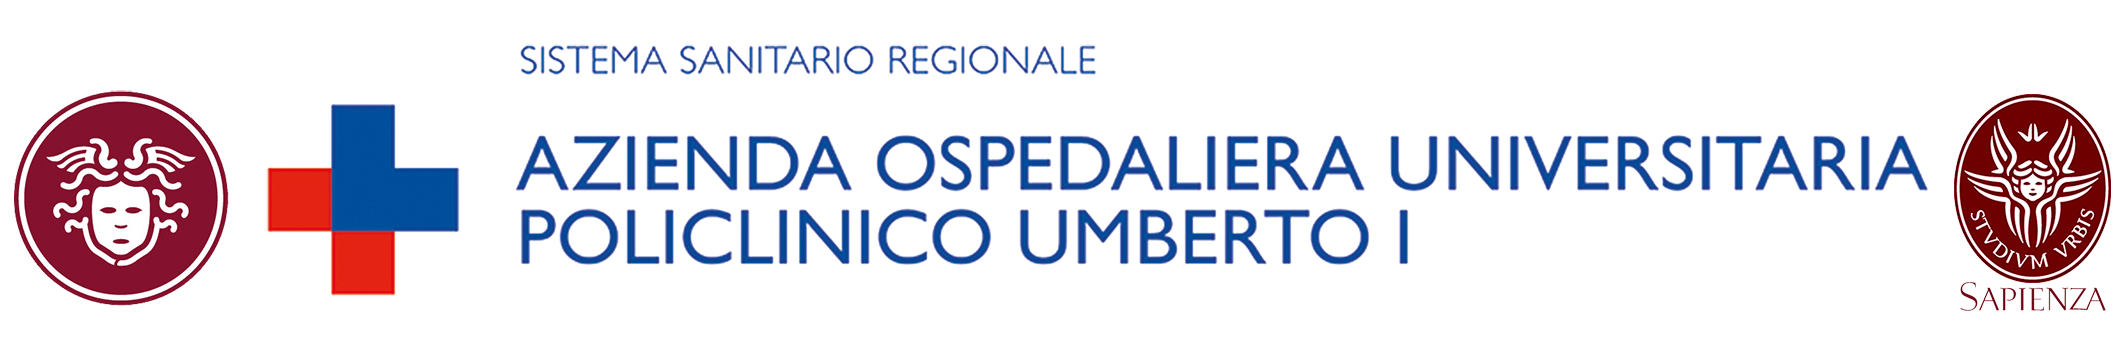 SISTEMA SANITARIO REGIONALE
AZIENDA OSPEDALIERA UNIVERSITARIA
POLICLINICO UMBERTO I
STVDIVM VRBIS
SAPIENZA